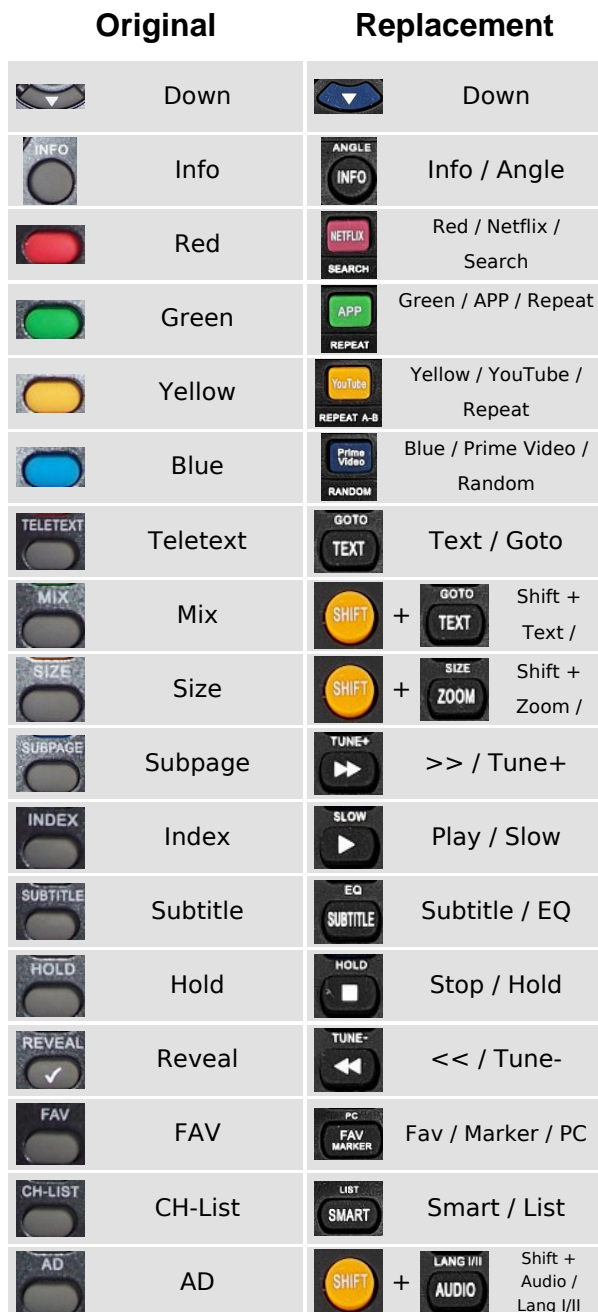 Original Replacement
Down Down
INFO Info ANGLE INFO Info / Angle
Red NETFLIX SEARCH Red / Netflix /
Search
Green APP REPEAT Green / APP / Repeat
Yellow YouTube REPEAT A-B Yellow / YouTube /
Repeat
Blue Prime Video RANDOM Blue / Prime Video /
Random
TELETEXT Teletext GOTO TEXT Text / Goto
MIX Mix SHIFT + GOTO TEXT Shift +
Text /
SIZE Size SHIFT + SIZE ZOOM Shift +
Zoom /
SUBPAGE Subpage TUNE+ >> / Tune+
INDEX Index SLOW Play / Slow
SUBTITLE Subtitle EQ SUBTITLE Subtitle / EQ
HOLD Hold HOLD Stop / Hold
REVEAL Reveal TUNE- << / Tune-
FAV FAV PC FAV MARKER Fav / Marker / PC
CH-LIST CH-List LIST SMART Smart / List
AD AD SHIFT + LANG I/II AUDIO Shift +
Audio /
Lang I/II